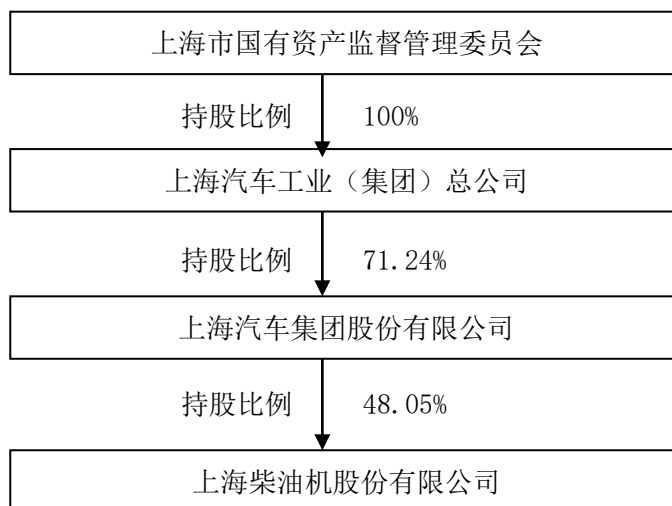 上海市国有资产监督管理委员会
持股比例 100%
上海汽车工业（集团）总公司
持股比例 71.24%
上海汽车集团股份有限公司
持股比例 48.05%
上海柴油机股份有限公司